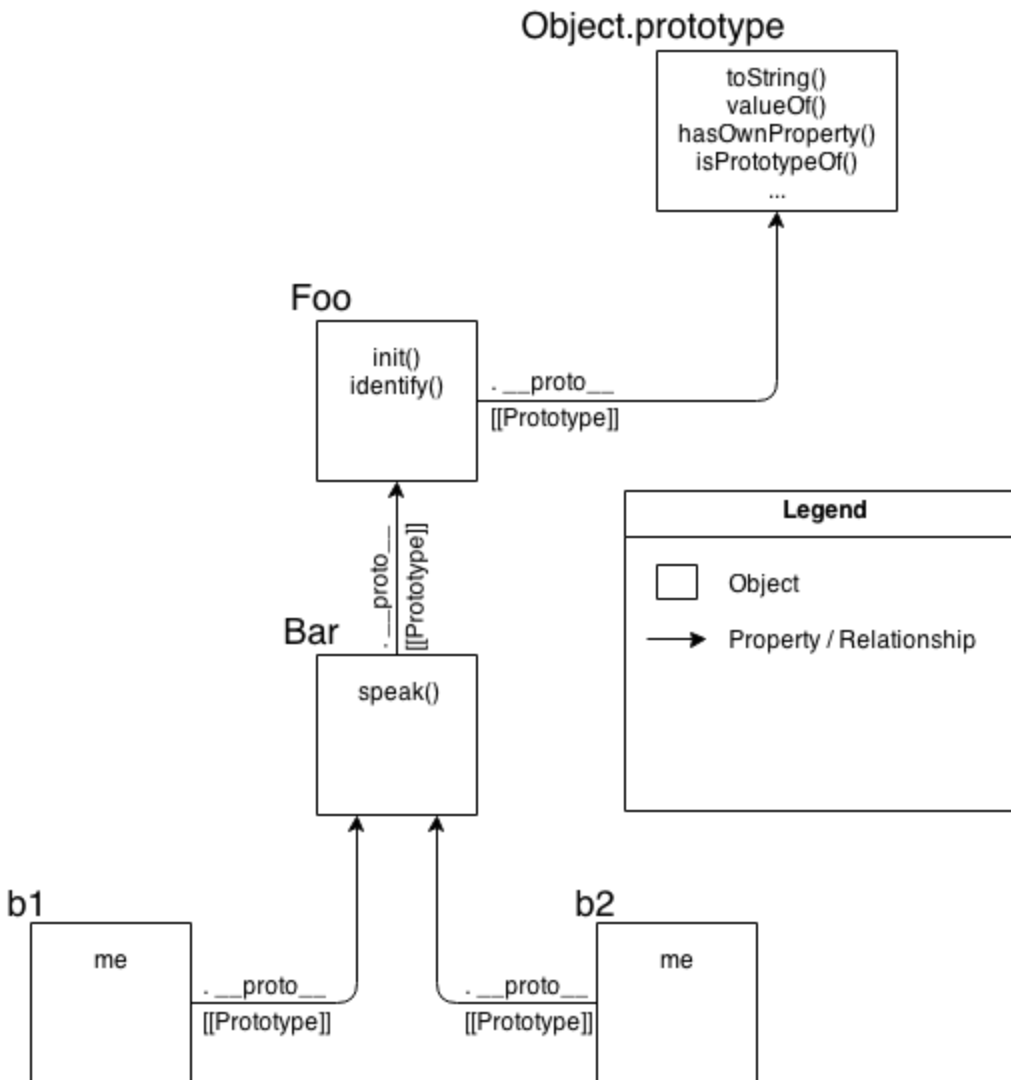 Object.prototype
toString()
valueOf()
hasOwnProperty()
isPrototypeOf()
...
Foo
init()
identify()
. __proto__
[[Prototype]]
. __proto__
[[Prototype]]
Legend
Object
Property / Relationship
Bar
speak()
b1
me
. __proto__
[[Prototype]]
b2
me
. __proto__
[[Prototype]]